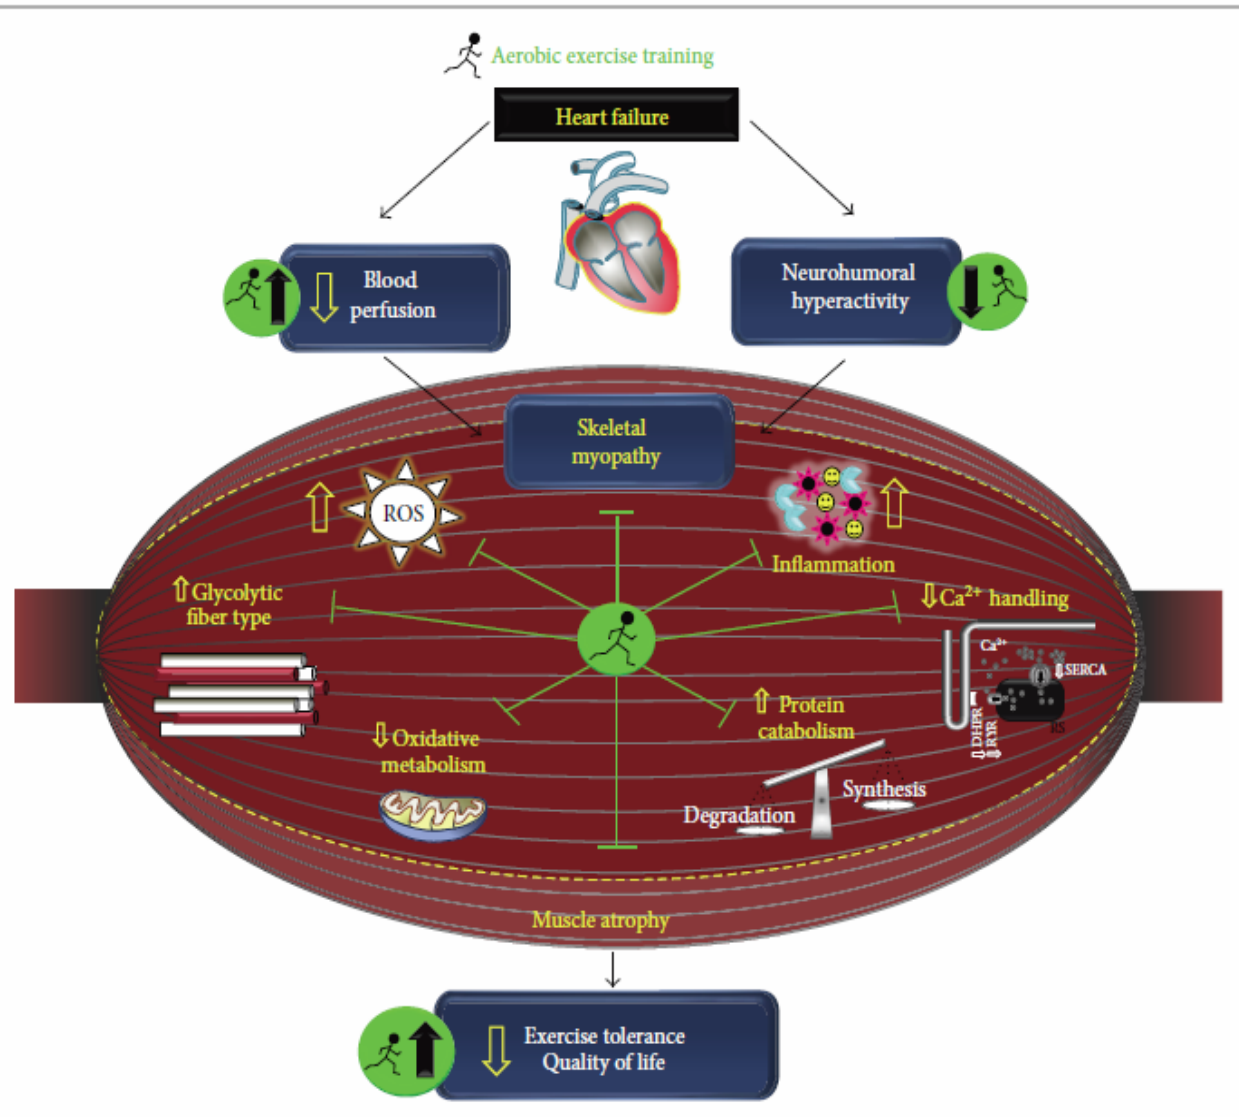 Aerobic exercise training
Heart failure
Blood
perfusion
Neurohumoral
hyperactivity
Skeletal
myopathy
ROS
Inflammation
Glycolytic
fiber type
Ca²⁺ handling
Ca²⁺
SERCA
DHPR
RYR
RS
Protein
catabolism
Oxidative
metabolism
Synthesis
Degradation
Muscle atrophy
Exercise tolerance
Quality of life